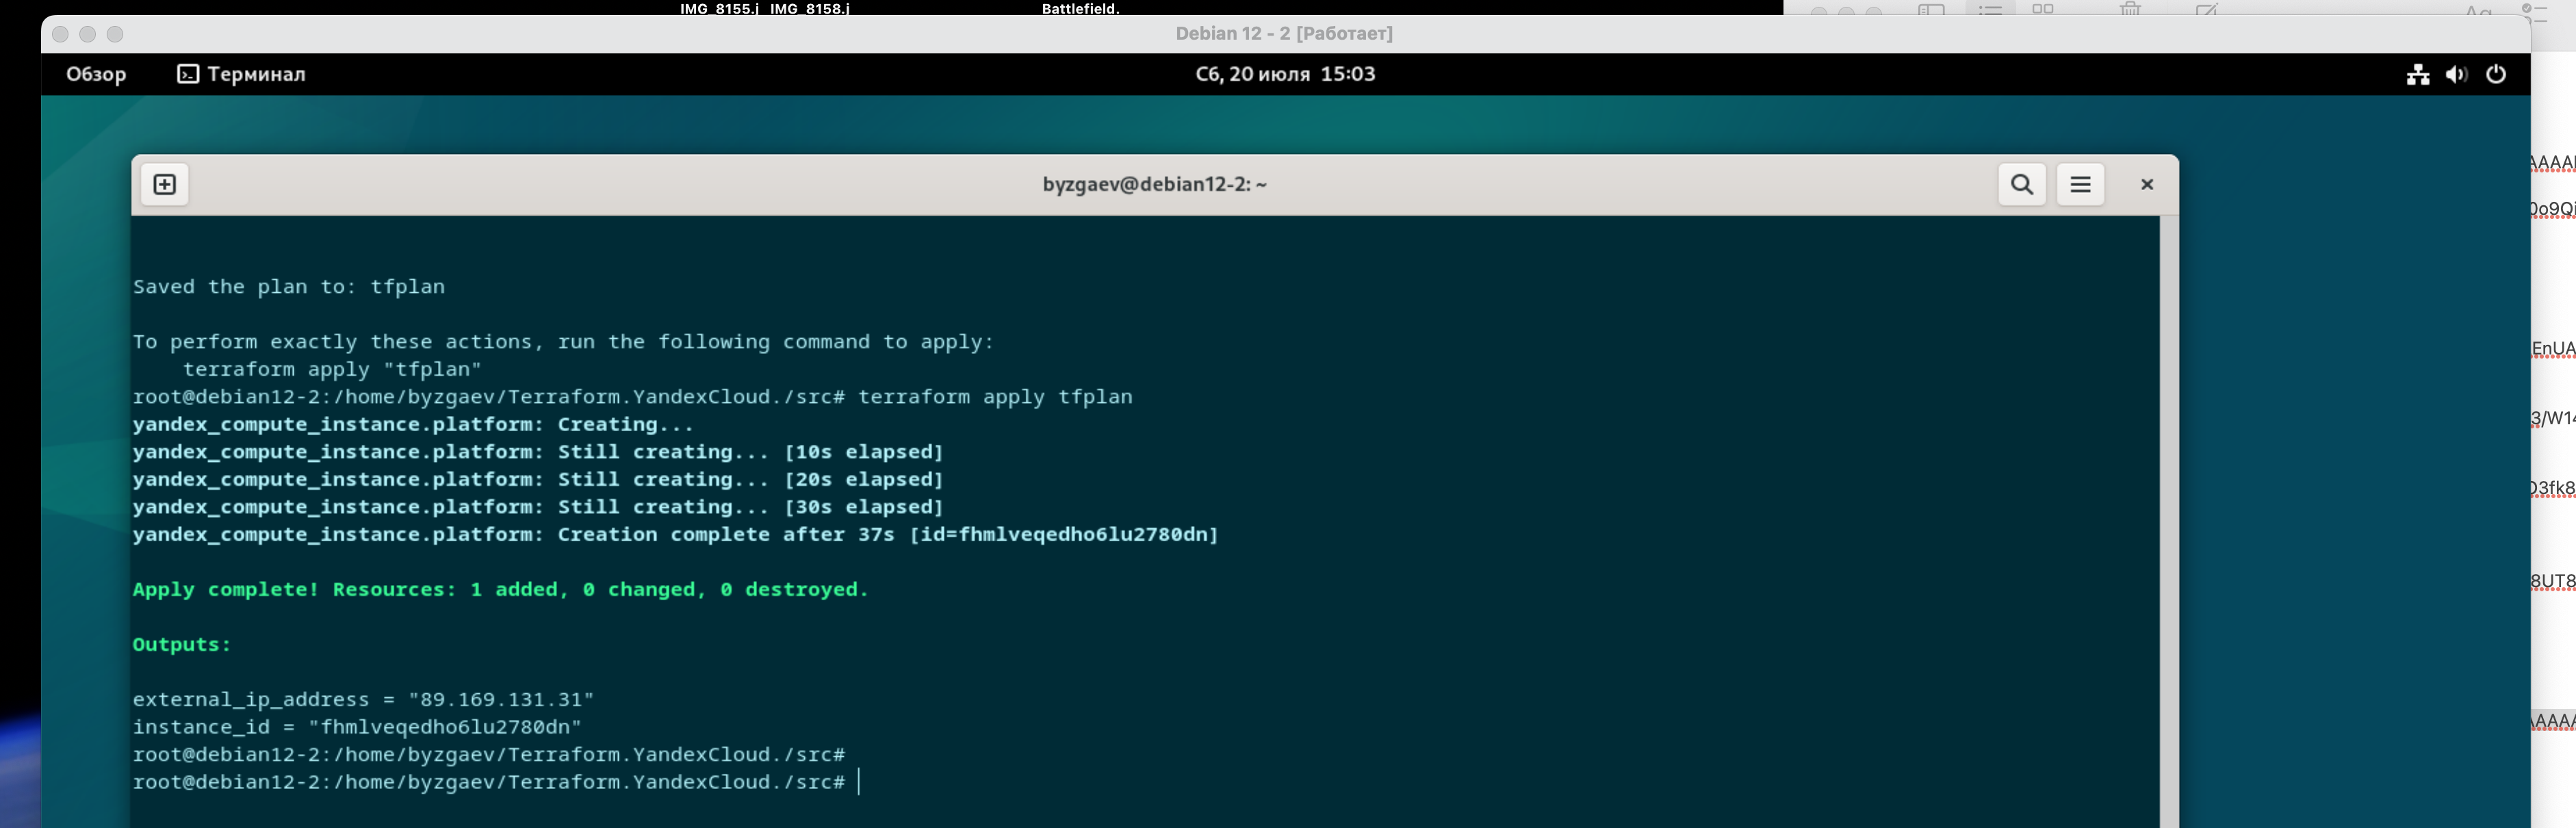 IMG_8155.j IMG_8158.j Battlefield.
Debian 12 - 2 [Работает]
Обзор Терминал Сб, 20 июля 15:03
byzgaev@debian12-2: ~
Saved the plan to: tfplan
To perform exactly these actions, run the following command to apply:
terraform apply "tfplan"
root@debian12-2:/home/byzgaev/Terraform.YandexCloud./src# terraform apply tfplan
yandex_compute_instance.platform: Creating...
yandex_compute_instance.platform: Still creating... [10s elapsed]
yandex_compute_instance.platform: Still creating... [20s elapsed]
yandex_compute_instance.platform: Still creating... [30s elapsed]
yandex_compute_instance.platform: Creation complete after 37s [id=fhmlveqedho6lu2780dn]
Apply complete! Resources: 1 added, 0 changed, 0 destroyed.
Outputs:
external_ip_address = "89.169.131.31"
instance_id = "fhmlveqedho6lu2780dn"
root@debian12-2:/home/byzgaev/Terraform.YandexCloud./src#
root@debian12-2:/home/byzgaev/Terraform.YandexCloud./src#
EnUA
3/W14
8UT8